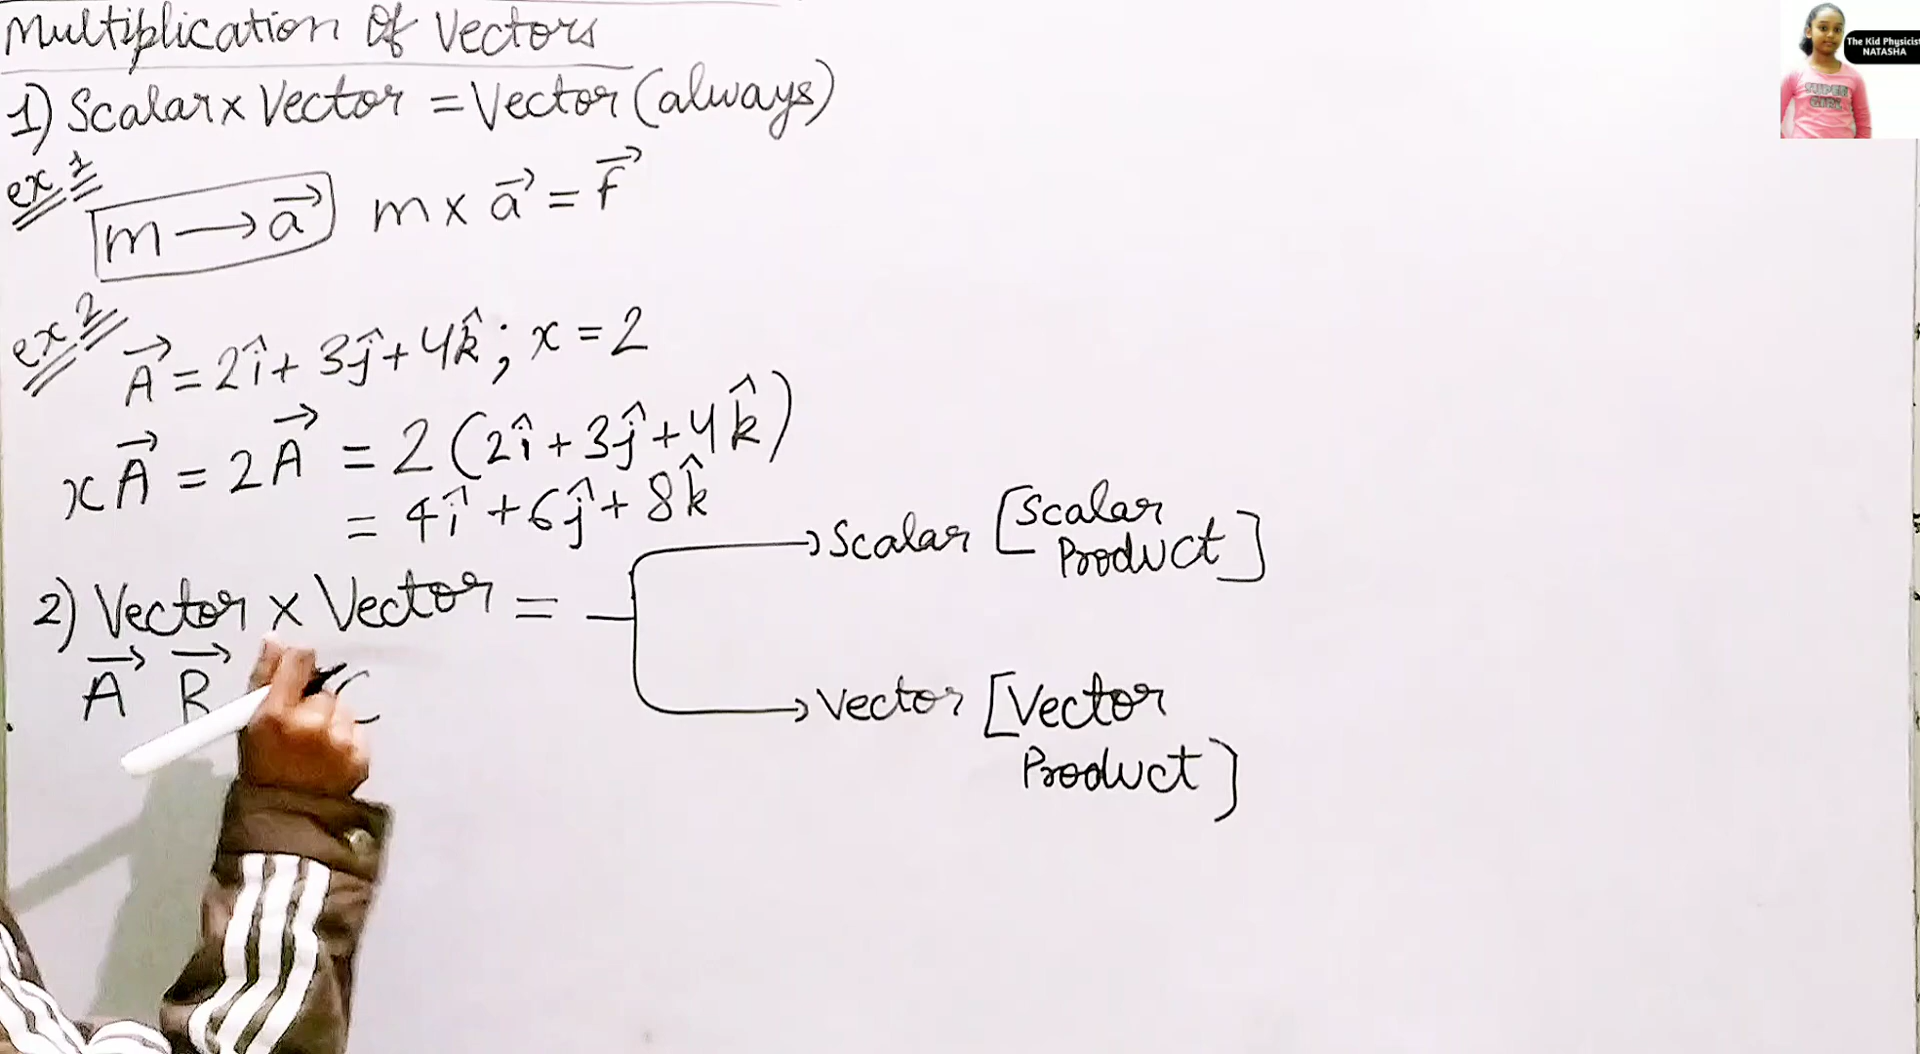 Multiplication Of Vectors
1) Scalar x Vector = Vector (always)
ex 1
m → a⃗ m x a⃗ = F⃗
ex 2
A⃗ = 2î + 3ĵ + 4k̂ ; x = 2
xA⃗ = 2A⃗ = 2 (2î + 3ĵ + 4k̂)
= 4î + 6ĵ + 8k̂
2) Vector x Vector =
→ Scalar [Scalar
Product]
→ Vector [Vector
Product]
A⃗ B⃗ C
The Kid Physicist
NATASHA
SUPER
GIRL